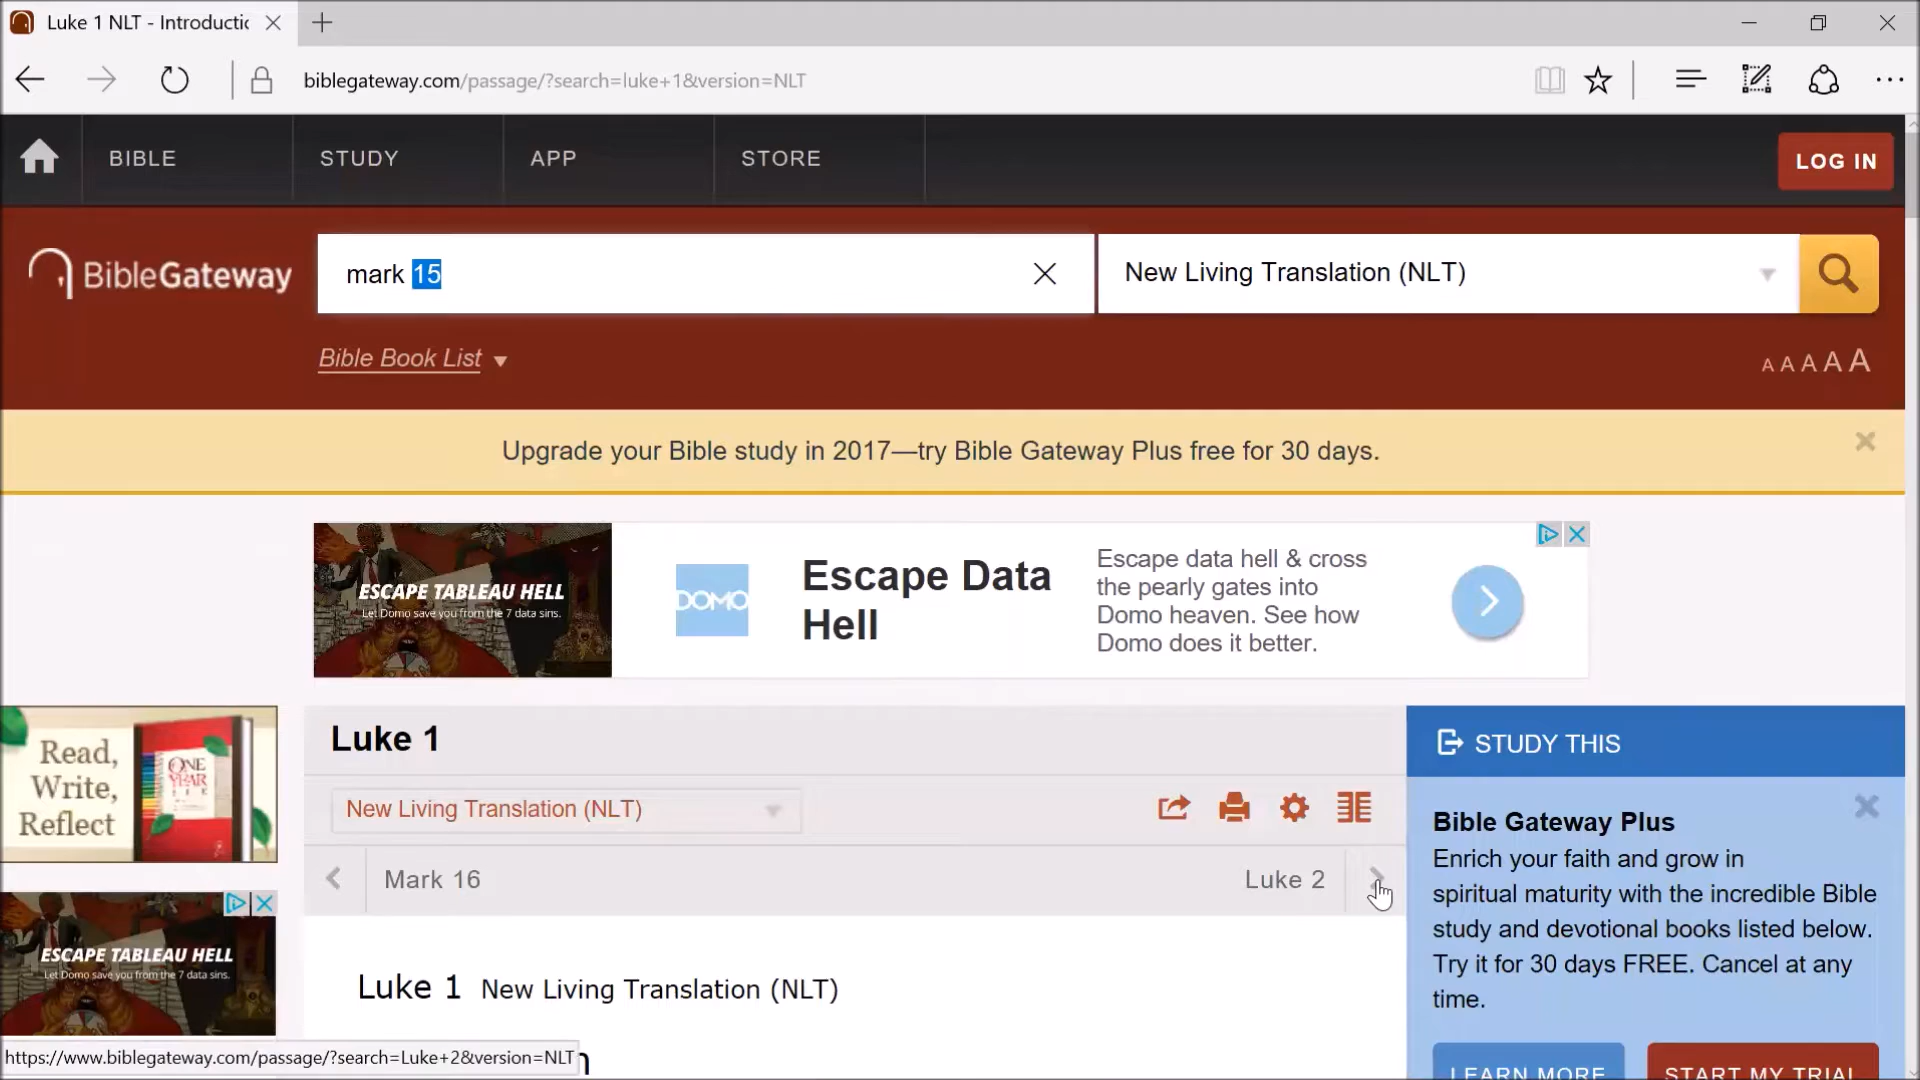 Luke 1 NLT - Introductic
biblegateway.com/passage/?search=luke+1&version=NLT
BIBLE STUDY APP STORE
LOG IN
BibleGateway
mark 15
New Living Translation (NLT)
Bible Book List
A A A A A
Upgrade your Bible study in 2017—try Bible Gateway Plus free for 30 days.
ESCAPE TABLEAU HELL
Let Domo save you from the 7 data sins.
DOMO
Escape Data
Hell
Escape data hell & cross
the pearly gates into
Domo heaven. See how
Domo does it better.
Read,
Write,
Reflect
ONE
YEAR
Luke 1
New Living Translation (NLT)
Mark 16
Luke 2
STUDY THIS
Bible Gateway Plus
Enrich your faith and grow in
spiritual maturity with the incredible Bible
study and devotional books listed below.
Try it for 30 days FREE. Cancel at any
time.
LEARN MORE
START MY TRIAL
ESCAPE TABLEAU HELL
Let Domo save you from the 7 data sins.
Luke 1 New Living Translation (NLT)
https://www.biblegateway.com/passage/?search=Luke+2&version=NLT